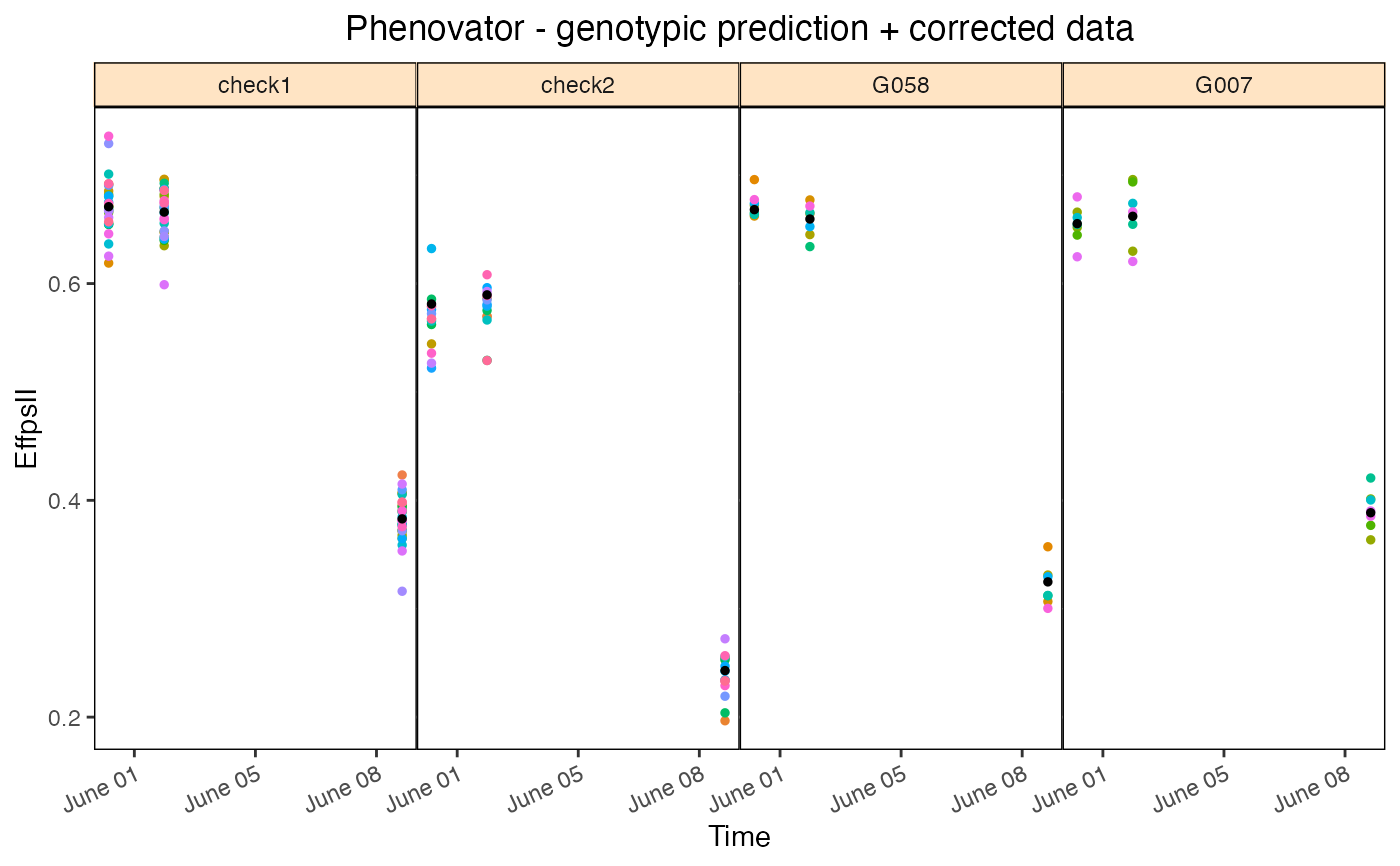 Phenovator - genotypic prediction + corrected data
check1 check2 G058 G007
EffpsII
0.6
0.4
0.2
June 01 June 05 June 08 June 01 June 05 June 08 June 01 June 05 June 08 June 01 June 05 June 08
Time